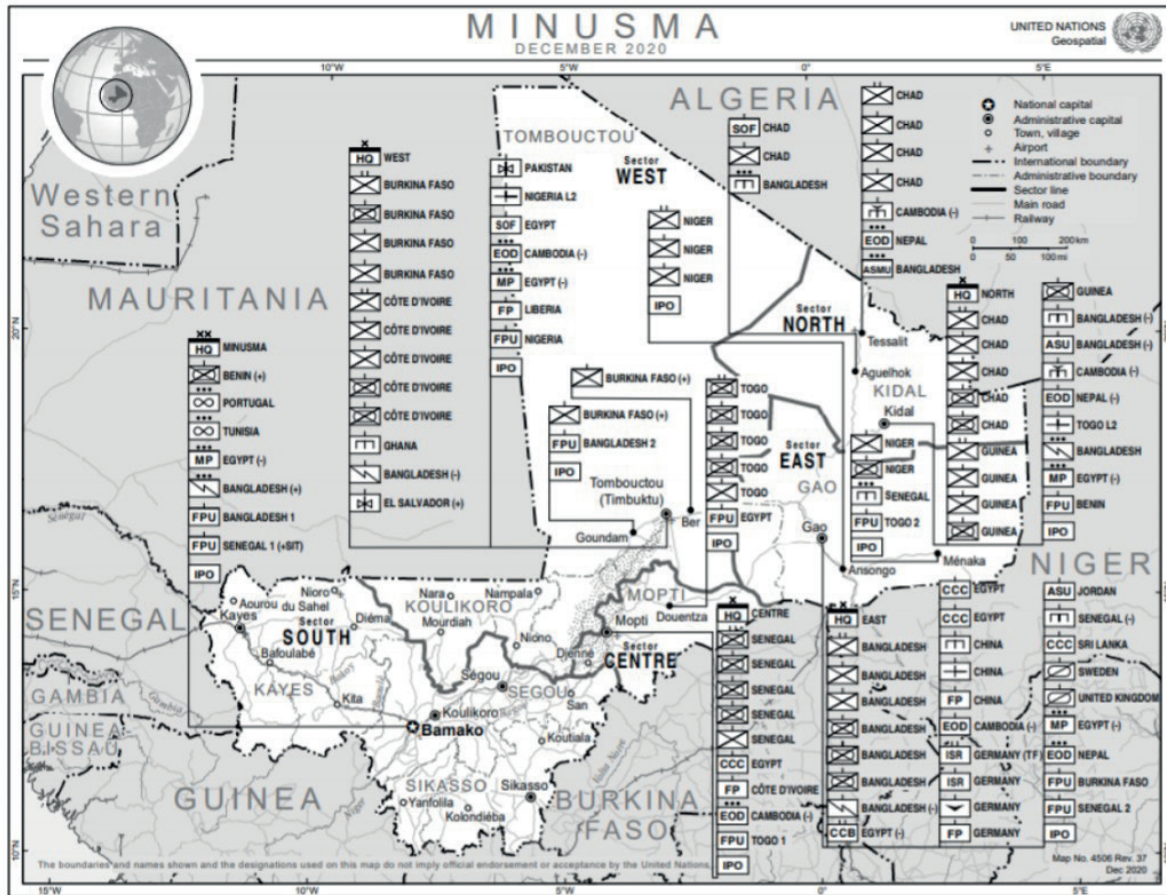 MINUSMA
DECEMBER 2020
UNITED NATIONS
Geospatial
10°W
5°W
0°
5°E
ALGERIA
TOMBOUCTOU
Sector
WEST
Western
Sahara
MAURITANIA
National capital
Administrative capital
Town, village
Airport
International boundary
Administrative boundary
Sector line
Main road
Railway
0 100 200 km
0 50 100 mi
HQ MINUSMA
BENIN (+)
PORTUGAL
TUNISIA
MP EGYPT (-)
BANGLADESH (+)
FPU BANGLADESH 1
FPU SENEGAL 1 (+SIT)
IPO
HQ WEST
BURKINA FASO
BURKINA FASO
BURKINA FASO
BURKINA FASO
CÔTE D'IVOIRE
CÔTE D'IVOIRE
CÔTE D'IVOIRE
CÔTE D'IVOIRE
CÔTE D'IVOIRE
GHANA
BANGLADESH (-)
EL SALVADOR (+)
PAKISTAN
NIGERIA L2
SOF EGYPT
EOD CAMBODIA (-)
MP EGYPT (-)
FP LIBERIA
FPU NIGERIA
IPO
BURKINA FASO (+)
BURKINA FASO (+)
FPU BANGLADESH 2
IPO
NIGER
NIGER
NIGER
IPO
SOF CHAD
CHAD
BANGLADESH
CHAD
CHAD
CHAD
CHAD
CAMBODIA (-)
EOD NEPAL
ASMU BANGLADESH
TOGO
TOGO
TOGO
TOGO
TOGO
FPU EGYPT
IPO
HQ NORTH
CHAD
CHAD
CHAD
CHAD
CHAD
GUINEA
GUINEA
GUINEA
GUINEA
GUINEA
BANGLADESH (-)
ASU BANGLADESH (-)
CAMBODIA (-)
EOD NEPAL (-)
TOGO L2
BANGLADESH
MP EGYPT (-)
FPU BENIN
IPO
NIGER
NIGER
SENEGAL
FPU TOGO 2
IPO
Sector
NORTH
Tessalit
Aguelhok
KIDAL
Kidal
Sector
EAST
GAO
Gao
Ansongo
Ménaka
Tombouctou
(Timbuktu)
Ber
Goundam
MOPTI
Douentza
Mopti
Sector
CENTRE
NIGER
20°N
15°N
10°N
Sénégal
SENEGAL
GAMBIA
Gambia
GUINEA-
BISSAU
GUINEA
BURKINA
FASO
Aourou
Kayes
Nioro
du Sahel
Diéma
Sector
SOUTH
Bafoulabé
KAYES
Kita
Nara
Nampala
KOULIKORO
Mourdiah
Niono
Djenné
Ségou
SEGOU
San
Koulikoro
Bamako
Koutiala
SIKASSO
Sikasso
Yanfolila
Kolondiéba
Niger
HQ CENTRE
SENEGAL
SENEGAL
SENEGAL
SENEGAL
SENEGAL
CCC EGYPT
FP CÔTE D'IVOIRE
EOD CAMBODIA (-)
FPU TOGO 1
IPO
HQ EAST
BANGLADESH
BANGLADESH
BANGLADESH
BANGLADESH
BANGLADESH
BANGLADESH
BANGLADESH (-)
CCB EGYPT (-)
CCC EGYPT
CCC EGYPT
CHINA
CHINA
FP CHINA
EOD CAMBODIA (-)
ISR GERMANY (TF)
ISR GERMANY
GERMANY
FP GERMANY
ASU JORDAN
SENEGAL (-)
CCC SRI LANKA
SWEDEN
UNITED KINGDOM
MP EGYPT (-)
EOD NEPAL
FPU BURKINA FASO
FPU SENEGAL 2
IPO
The boundaries and names shown and the designations used on this map do not imply official endorsement or acceptance by the United Nations.
Map No. 4506 Rev. 37
Dec 2020
15°W
10°W
5°W
0°
5°E